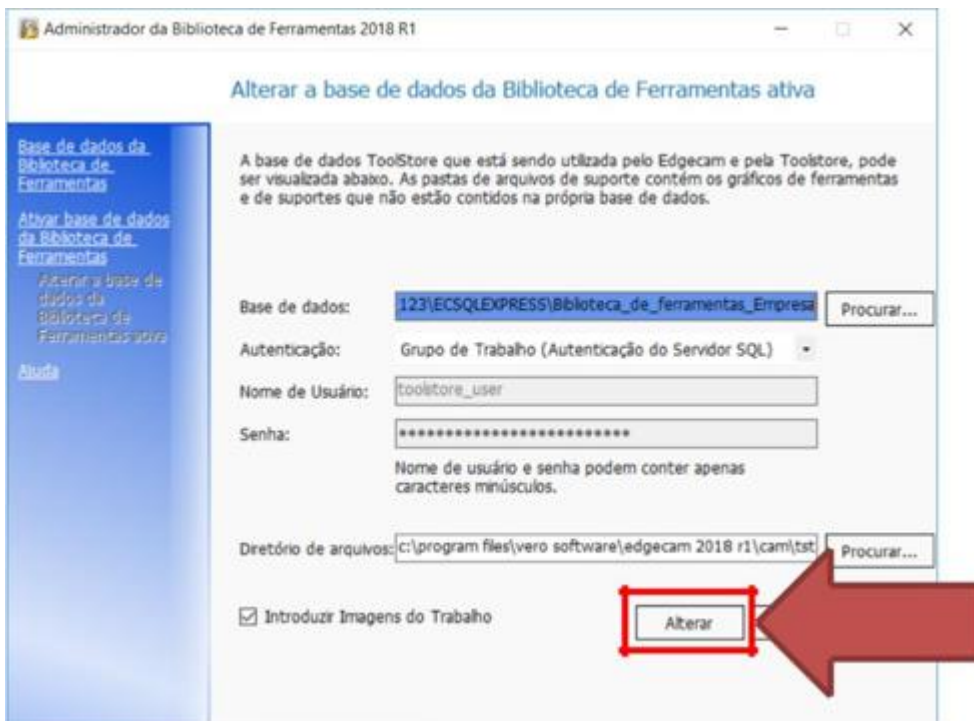 Administrador da Biblioteca de Ferramentas 2018 R1
Alterar a base de dados da Biblioteca de Ferramentas ativa
Base de dados da
Biblioteca de
Ferramentas
Ativar base de dados
da Biblioteca de
Ferramentas
Alterar a base de
dados da
Biblioteca de
Ferramentas ativa
Ajuda
A base de dados ToolStore que está sendo utilizada pelo Edgecam e pela Toolstore, pode
ser visualizada abaixo. As pastas de arquivos de suporte contém os gráficos de ferramentas
e de suportes que não estão contidos na própria base de dados.
Base de dados: 123\ECSQLEXPRESS\Biblioteca_de_ferramentas_Empresa Procurar...
Autenticação: Grupo de Trabalho (Autenticação do Servidor SQL)
Nome de Usuário: toolstore_user
Senha: **************************
Nome de usuário e senha podem conter apenas
caracteres minúsculos.
Diretório de arquivos: c:\program files\vero software\edgecam 2018 r1\cam\tst Procurar...
Introduzir Imagens do Trabalho Alterar